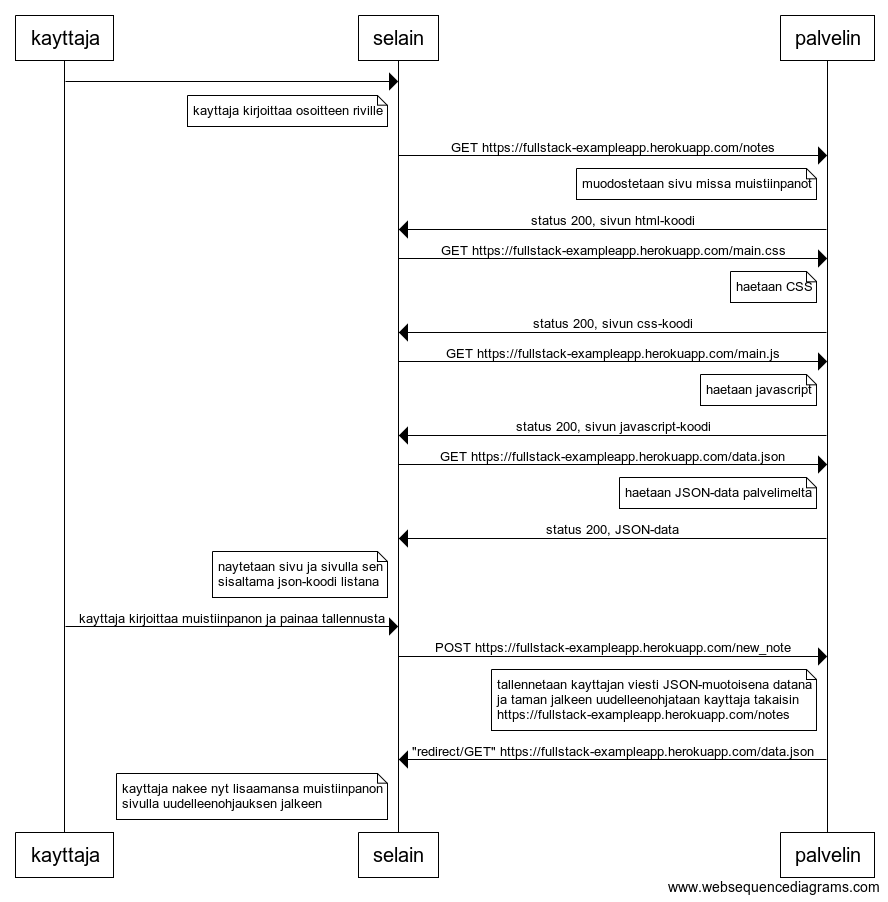 kayttaja
selain
palvelin
kayttaja kirjoittaa osoitteen riville
GET https://fullstack-exampleapp.herokuapp.com/notes
muodostetaan sivu missa muistiinpanot
status 200, sivun html-koodi
GET https://fullstack-exampleapp.herokuapp.com/main.css
haetaan CSS
status 200, sivun css-koodi
GET https://fullstack-exampleapp.herokuapp.com/main.js
haetaan javascript
status 200, sivun javascript-koodi
GET https://fullstack-exampleapp.herokuapp.com/data.json
haetaan JSON-data palvelimelta
status 200, JSON-data
naytetaan sivu ja sivulla sen
sisaltama json-koodi listana
kayttaja kirjoittaa muistiinpanon ja painaa tallennusta
POST https://fullstack-exampleapp.herokuapp.com/new_note
tallennetaan kayttajan viesti JSON-muotoisena datana
ja taman jalkeen uudelleenohjataan kayttaja takaisin
https://fullstack-exampleapp.herokuapp.com/notes
"redirect/GET" https://fullstack-exampleapp.herokuapp.com/data.json
kayttaja nakee nyt lisaamansa muistiinpanon
sivulla uudelleenohjauksen jalkeen
kayttaja
selain
palvelin
www.websequencediagrams.com